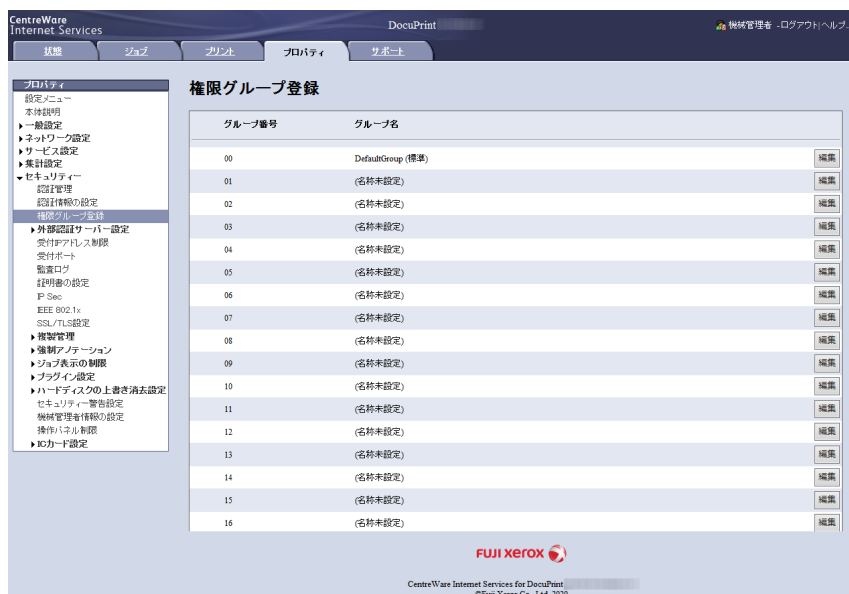 CentreWare
Internet Services
DocuPrint
機械管理者 -ログアウト|ヘルプ
状態
ジョブ
プリント
プロパティ
サポート
プロパティ
設定メニュー
本体説明
一般設定
ネットワーク設定
サービス設定
集計設定
セキュリティー
認証管理
認証情報の設定
権限グループ登録
外部認証サーバー設定
受付IPアドレス制限
受付ポート
監査ログ
証明書の設定
IP Sec
IEEE 802.1x
SSL/TLS設定
複製管理
強制アノテーション
ジョブ表示の制限
プラグイン設定
ハードディスクの上書き消去設定
セキュリティー警告設定
機械管理者情報の設定
操作パネル制限
ICカード設定
権限グループ登録
グループ番号 グループ名
00 DefaultGroup (標準) 編集
01 (名称未設定) 編集
02 (名称未設定) 編集
03 (名称未設定) 編集
04 (名称未設定) 編集
05 (名称未設定) 編集
06 (名称未設定) 編集
07 (名称未設定) 編集
08 (名称未設定) 編集
09 (名称未設定) 編集
10 (名称未設定) 編集
11 (名称未設定) 編集
12 (名称未設定) 編集
13 (名称未設定) 編集
14 (名称未設定) 編集
15 (名称未設定) 編集
16 (名称未設定) 編集
FUJI XEROX
CentreWare Internet Services for DocuPrint
©Fuji Xerox Co., Ltd. 2020